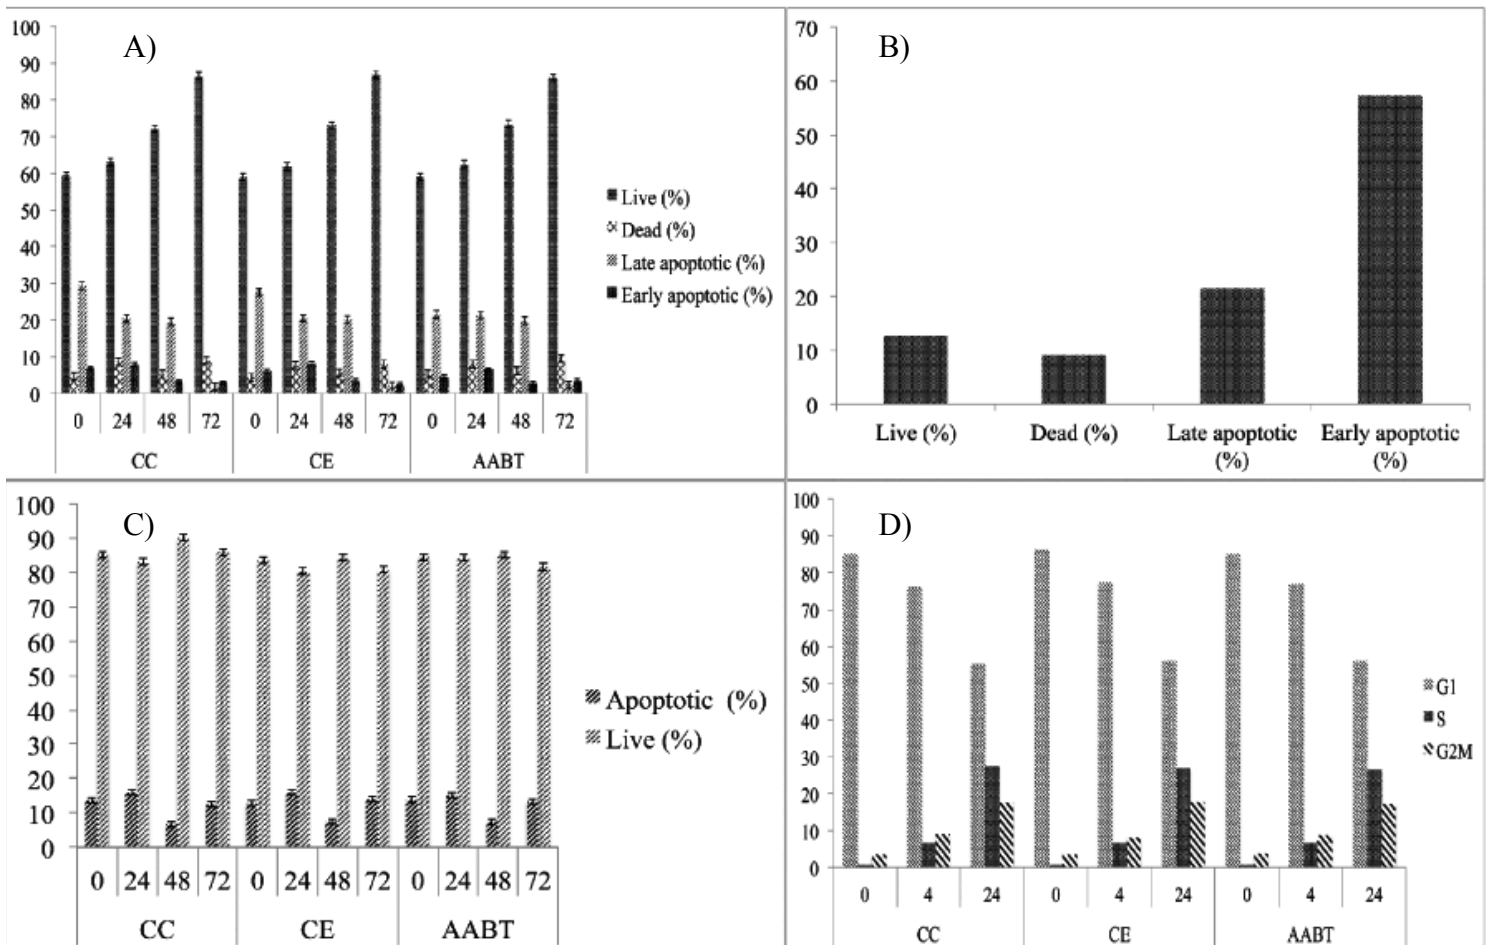 A)
100
90
80
70
60
50
40
30
20
10
0
0 24 48 72 0 24 48 72 0 24 48 72
CC CE AABT
Live (%)
Dead (%)
Late apoptotic (%)
Early apoptotic (%)
B)
70
60
50
40
30
20
10
0
Live (%) Dead (%) Late apoptotic Early apoptotic
(%) (%)
C)
100
90
80
70
60
50
40
30
20
10
0
0 24 48 72 0 24 48 72 0 24 48 72
CC CE AABT
Apoptotic (%)
Live (%)
D)
100
90
80
70
60
50
40
30
20
10
0
0 4 24 0 4 24 0 4 24
CC CE AABT
G1
S
G2M